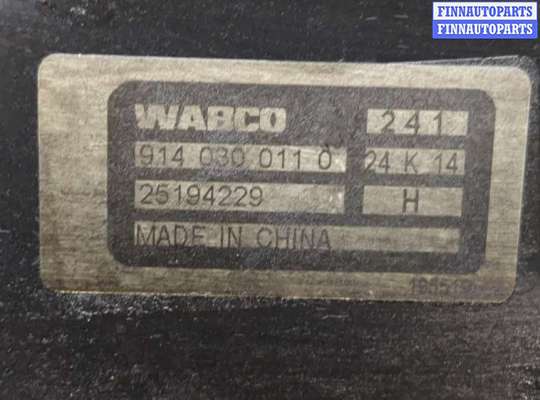 FINNAUTOPARTS
FINNAUTOPARTS
WABCO 241
914 030 011 0 24 K 14
25194229 H
MADE IN CHINA